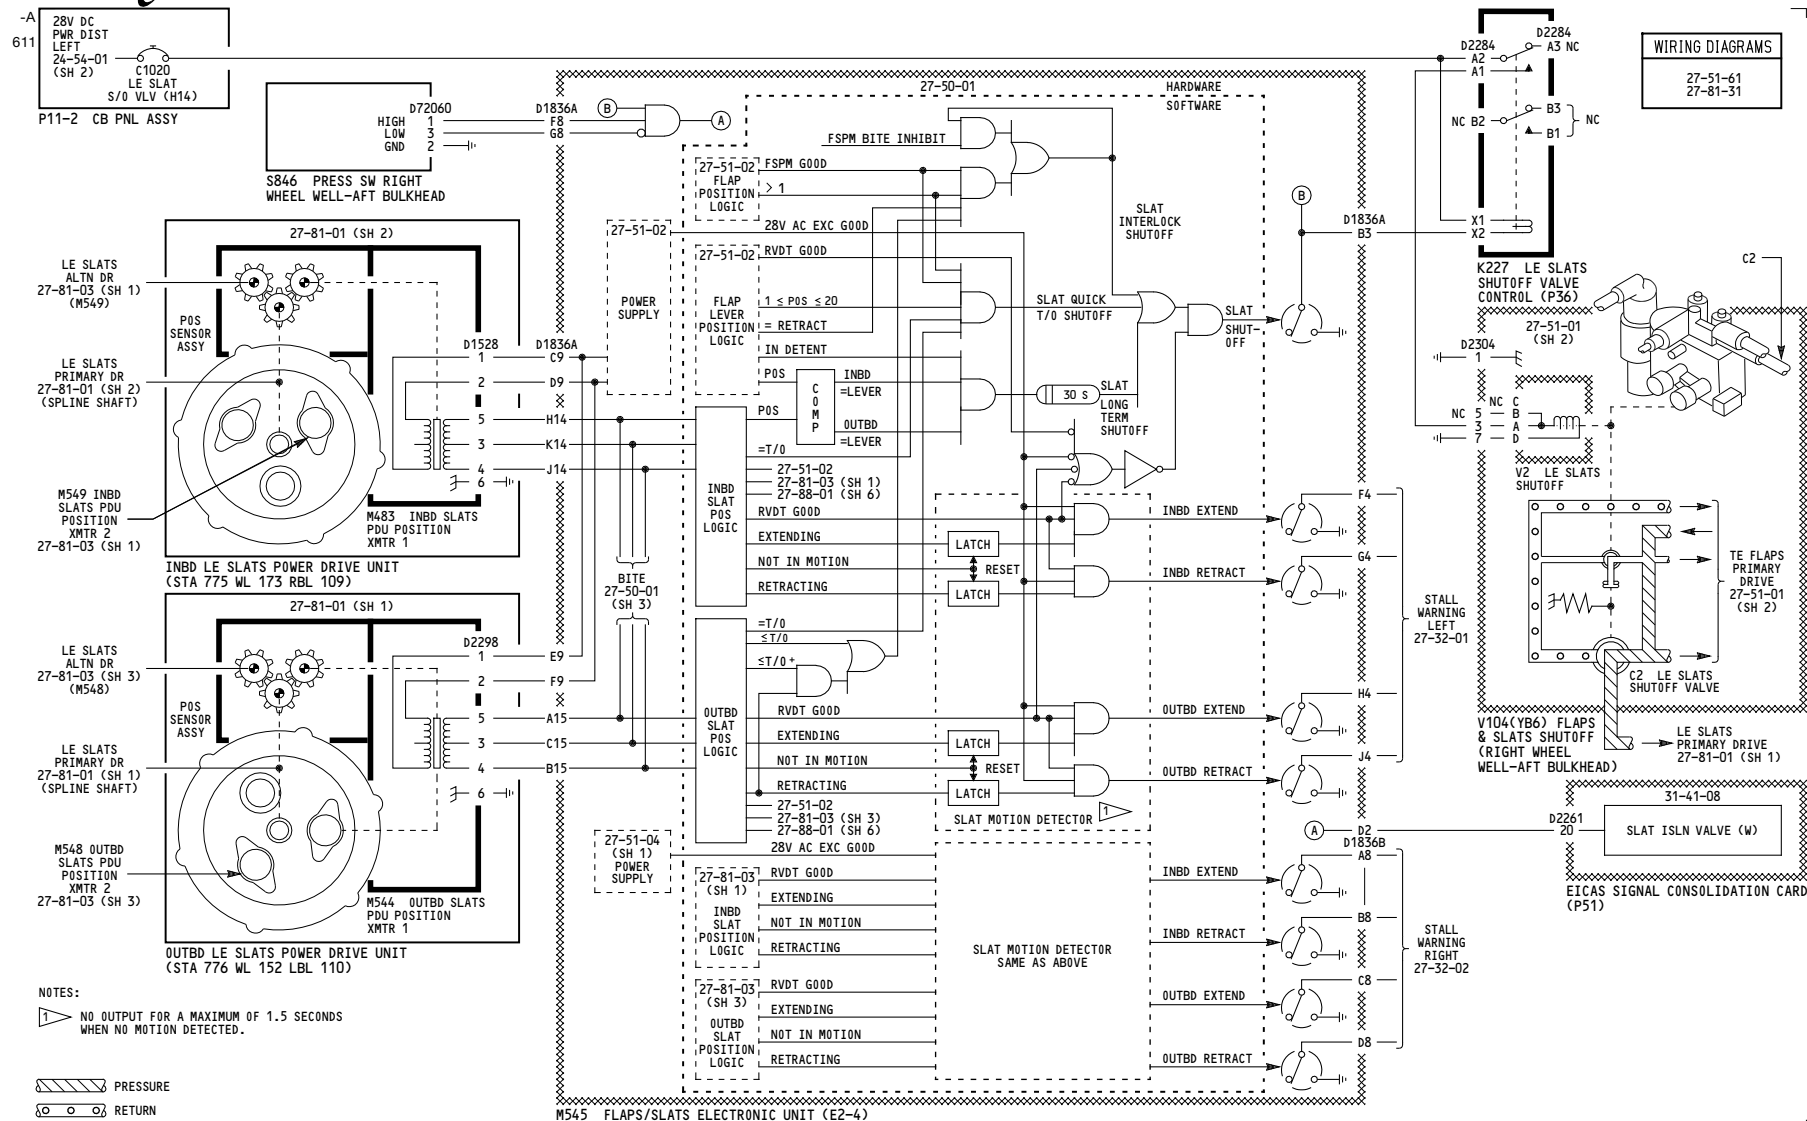 -A
611
28V DC
PWR DIST
LEFT
24-54-01
(SH 2)
C1020
LE SLAT
S/O VLV (H14)
P11-2 CB PNL ASSY
HIGH
LOW
GND
D72060
1
3
2
S846 PRESS SW RIGHT
WHEEL WELL-AFT BULKHEAD
D1836A
F8
G8
B
A
27-50-01
HARDWARE
SOFTWARE
FSPM BITE INHIBIT
27-51-02
FLAP
POSITION
LOGIC
FSPM GOOD
> 1
27-51-02
POWER
SUPPLY
28V AC EXC GOOD
27-51-02
FLAP
LEVER
POSITION
LOGIC
RVDT GOOD
1 ≤ POS ≤ 20
= RETRACT
IN DETENT
POS
COMP
INBD
=LEVER
OUTBD
=LEVER
SLAT
INTERLOCK
SHUTOFF
SLAT QUICK
T/O SHUTOFF
30 S
SLAT
LONG
TERM
SHUTOFF
SLAT
SHUT-
OFF
B
D1836A
B3
27-81-01 (SH 2)
LE SLATS
ALTN DR
27-81-03 (SH 1)
(M549)
POS
SENSOR
ASSY
LE SLATS
PRIMARY DR
27-81-01 (SH 2)
(SPLINE SHAFT)
M549 INBD
SLATS PDU
POSITION
XMTR 2
27-81-03 (SH 1)
M483 INBD SLATS
PDU POSITION
XMTR 1
INBD LE SLATS POWER DRIVE UNIT
(STA 775 WL 173 RBL 109)
D1528
1
2
5
3
4
6
D1836A
C9
D9
H14
K14
J14
BITE
27-50-01
(SH 3)
INBD
SLAT
POS
LOGIC
POS
=T/O
27-51-02
27-81-03 (SH 1)
27-88-01 (SH 6)
RVDT GOOD
EXTENDING
NOT IN MOTION
RETRACTING
LATCH
RESET
LATCH
INBD EXTEND
INBD RETRACT
F4
G4
27-81-01 (SH 1)
LE SLATS
ALTN DR
27-81-03 (SH 3)
(M548)
POS
SENSOR
ASSY
LE SLATS
PRIMARY DR
27-81-01 (SH 1)
(SPLINE SHAFT)
M548 OUTBD
SLATS PDU
POSITION
XMTR 2
27-81-03 (SH 3)
M544 OUTBD SLATS
PDU POSITION
XMTR 1
OUTBD LE SLATS POWER DRIVE UNIT
(STA 776 WL 152 LBL 110)
D2298
1
2
5
3
4
6
E9
F9
A15
C15
B15
OUTBD
SLAT
POS
LOGIC
=T/O
≤T/O
≤T/O+
RVDT GOOD
EXTENDING
NOT IN MOTION
RETRACTING
27-51-02
27-81-03 (SH 3)
27-88-01 (SH 6)
LATCH
RESET
LATCH
SLAT MOTION DETECTOR
1
OUTBD EXTEND
OUTBD RETRACT
H4
J4
STALL
WARNING
LEFT
27-32-01
27-51-04
(SH 1)
POWER
SUPPLY
28V AC EXC GOOD
27-81-03
(SH 1)
INBD
SLAT
POSITION
LOGIC
RVDT GOOD
EXTENDING
NOT IN MOTION
RETRACTING
27-81-03
(SH 3)
OUTBD
SLAT
POSITION
LOGIC
RVDT GOOD
EXTENDING
NOT IN MOTION
RETRACTING
SLAT MOTION DETECTOR
SAME AS ABOVE
INBD EXTEND
INBD RETRACT
OUTBD EXTEND
OUTBD RETRACT
A
D2
D1836B
A8
B8
C8
D8
STALL
WARNING
RIGHT
27-32-02
M545 FLAPS/SLATS ELECTRONIC UNIT (E2-4)
D2284
A2
A1
D2284
A3 NC
NC B2
B3
B1
NC
X1
X2
K227 LE SLATS
SHUTOFF VALVE
CONTROL (P36)
WIRING DIAGRAMS
27-51-61
27-81-31
C2
27-51-01
(SH 2)
D2304
1
NC 5
3
7
NC C
B
A
D
V2 LE SLATS
SHUTOFF
TE FLAPS
PRIMARY
DRIVE
27-51-01
(SH 2)
C2 LE SLATS
SHUTOFF VALVE
V104(YB6) FLAPS
& SLATS SHUTOFF
(RIGHT WHEEL
WELL-AFT BULKHEAD)
LE SLATS
PRIMARY DRIVE
27-81-01 (SH 1)
31-41-08
D2261
20
SLAT ISLN VALVE (W)
EICAS SIGNAL CONSOLIDATION CARD
(P51)
NOTES:
1 NO OUTPUT FOR A MAXIMUM OF 1.5 SECONDS
WHEN NO MOTION DETECTED.
PRESSURE
RETURN